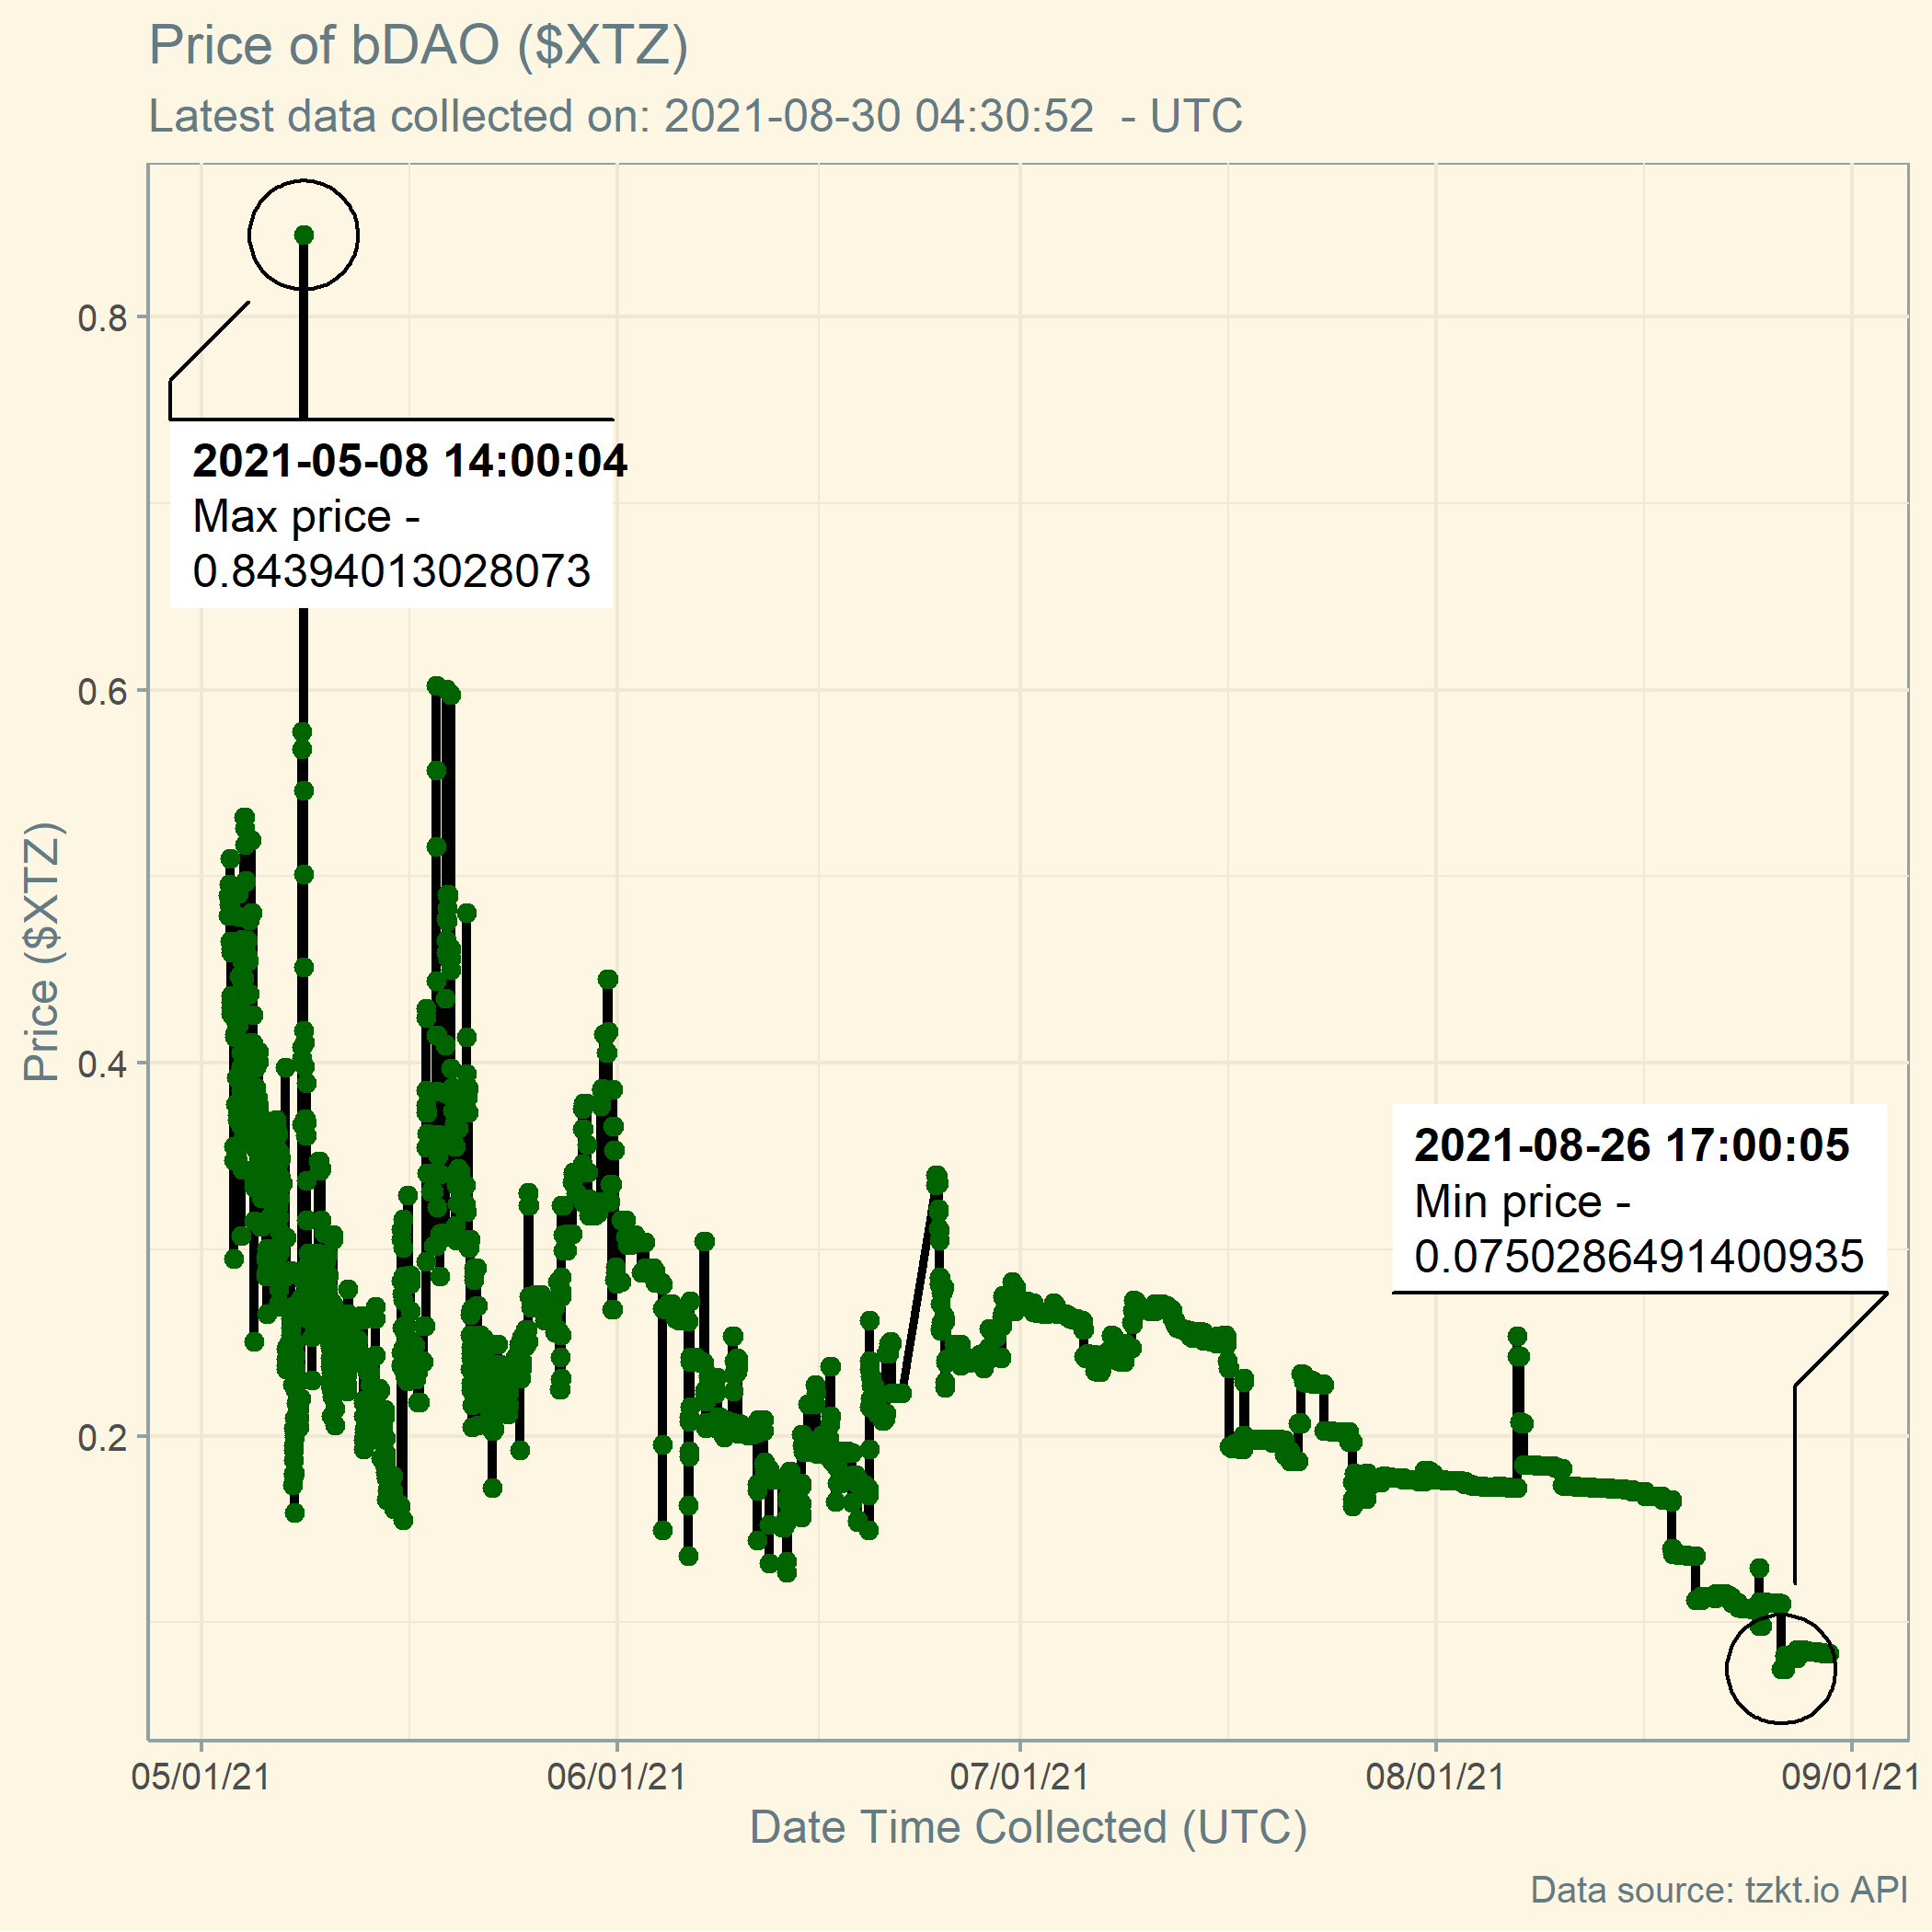 Price of bDAO ($XTZ)
Latest data collected on: 2021-08-30 04:30:52  - UTC
0.8
2021-05-08 14:00:04
Max price -
0.84394013028073
0.6
Price ($XTZ)
0.4
2021-08-26 17:00:05
Min price -
0.0750286491400935
0.2
05/01/21 06/01/21 07/01/21 08/01/21 09/01/21
Date Time Collected (UTC)
Data source: tzkt.io API